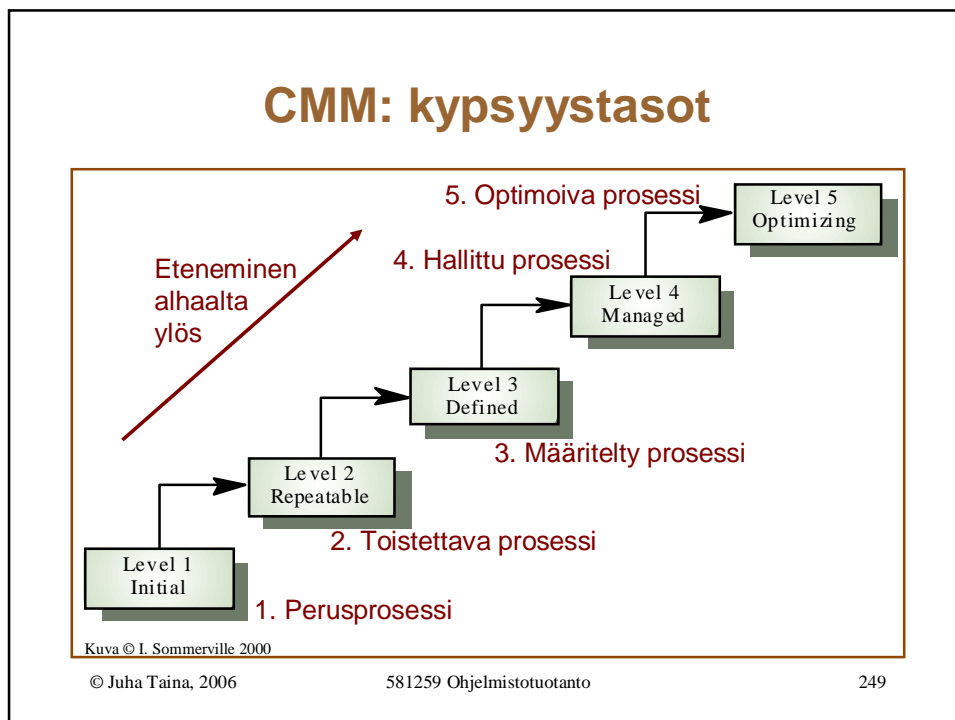 CMM: kypsyystasot
5. Optimoiva prosessi
Level 5
Optimizing
4. Hallittu prosessi
Eteneminen
alhaalta
ylös
Level 4
Managed
Level 3
Defined
3. Määritelty prosessi
Level 2
Repeatable
2. Toistettava prosessi
Level 1
Initial
1. Perusprosessi
Kuva © I. Sommerville 2000
© Juha Taina, 2006
581259 Ohjelmistotuotanto
249